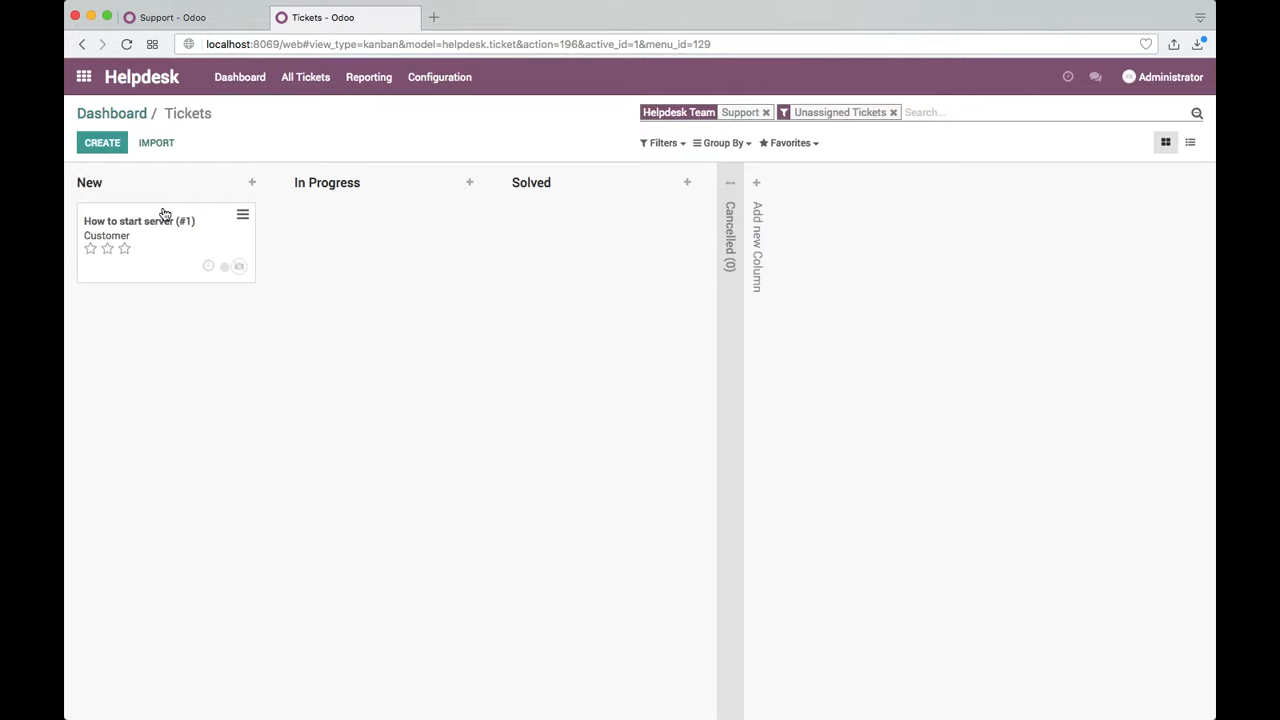 Support - Odoo
Tickets - Odoo
localhost:8069/web#view_type=kanban&model=helpdesk.ticket&action=196&active_id=1&menu_id=129
Helpdesk
Dashboard
All Tickets
Reporting
Configuration
Administrator
Dashboard / Tickets
Helpdesk Team Support
Unassigned Tickets
Search...
CREATE
IMPORT
Filters
Group By
Favorites
New
In Progress
Solved
Cancelled (0)
Add new Column
How to start server (#1)
Customer